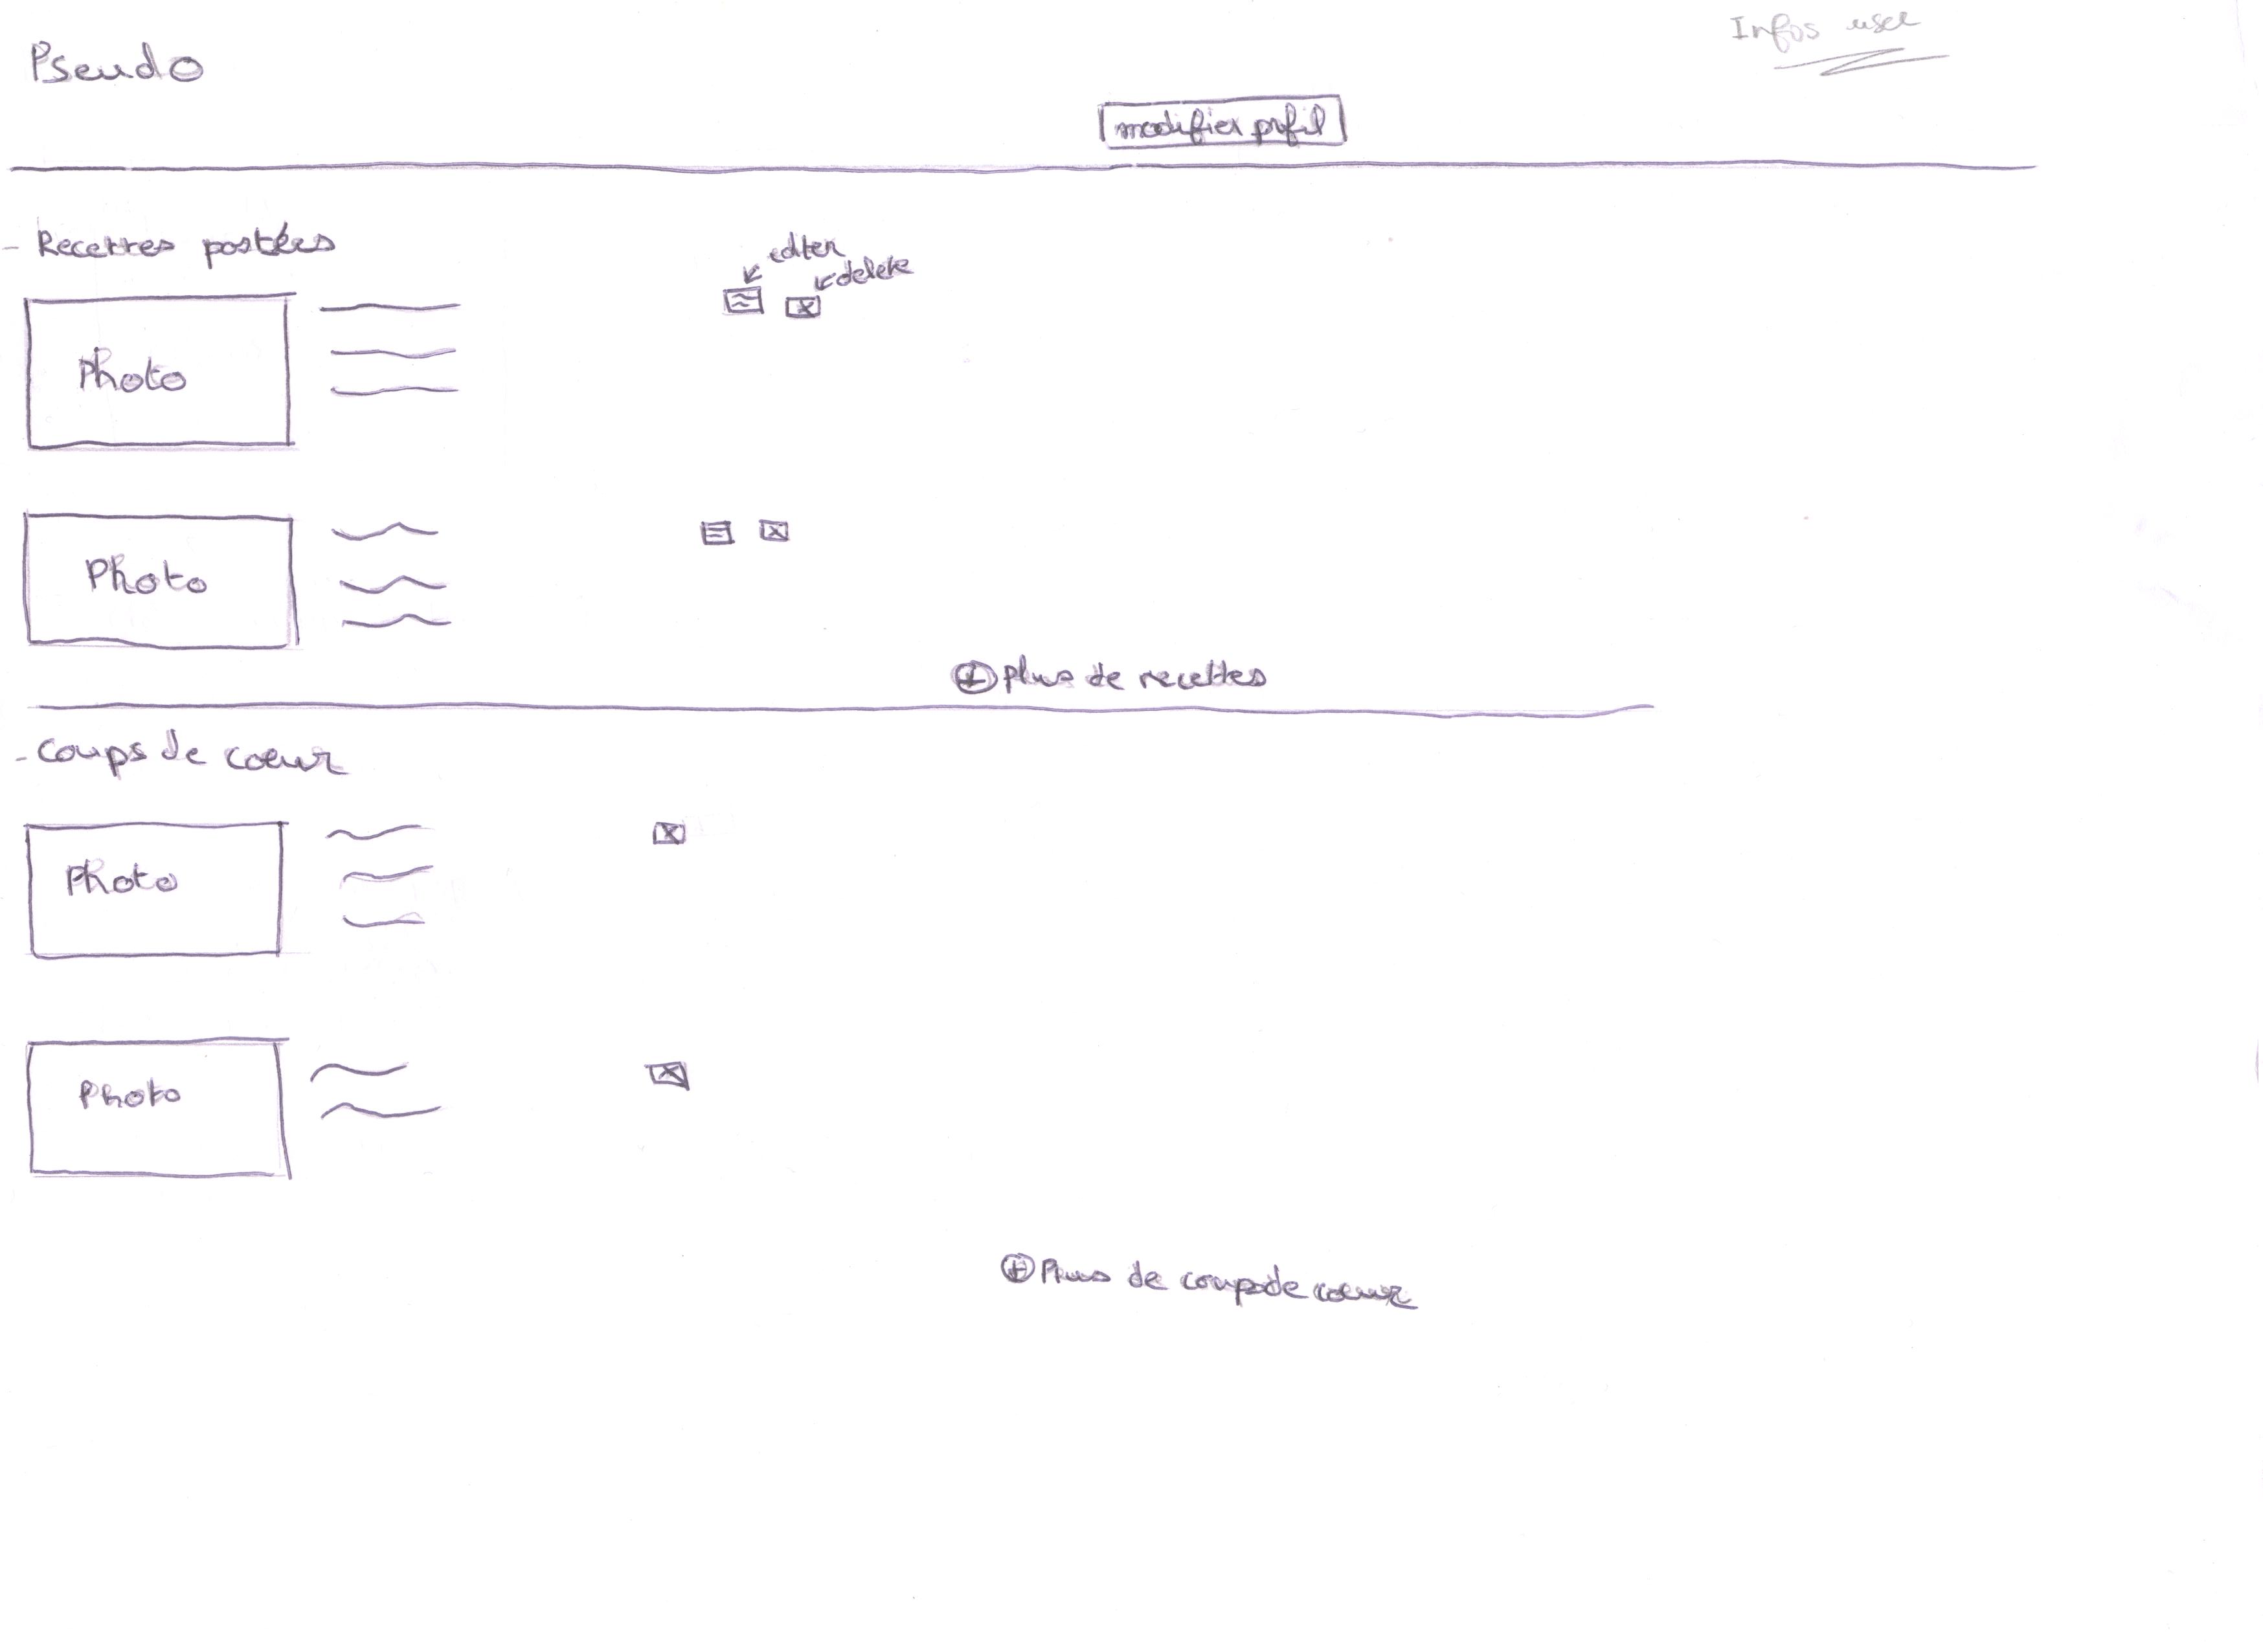 Infos user
Pseudo
modifier profil
- Recettes postées
editer
delete
Photo
Photo
+ plus de recettes
- Coups de coeur
Photo
Photo
+ Plus de coups de coeur